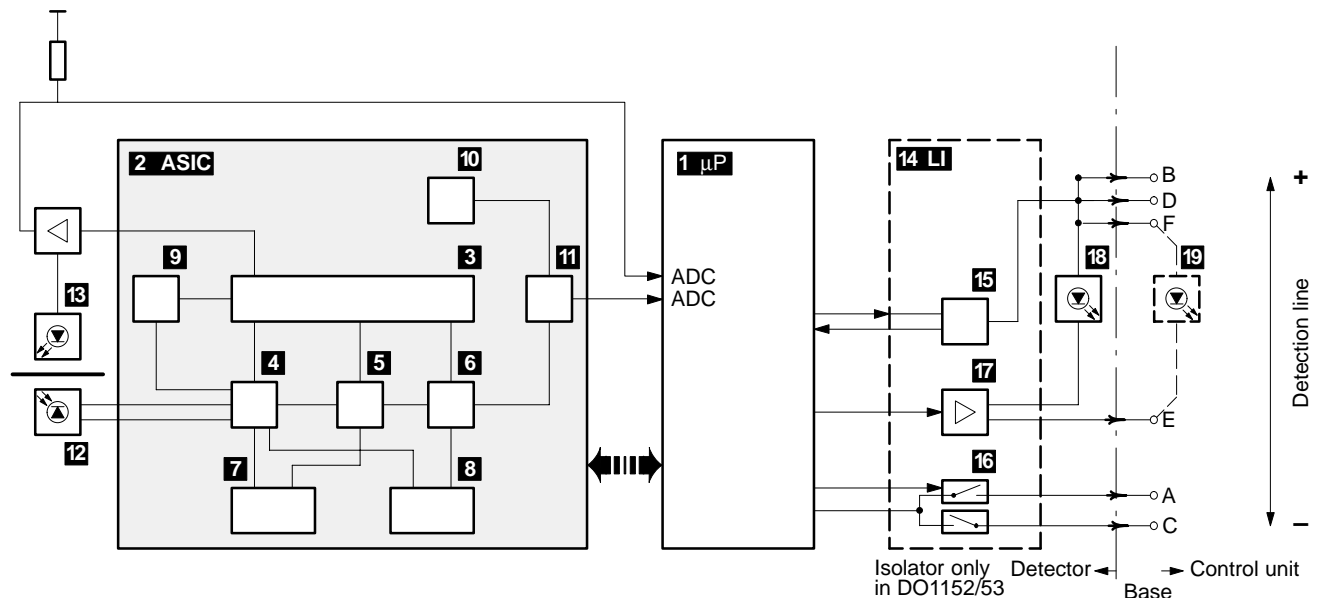 2 ASIC
10
1 μP
14 LI
B
+
D
F
9
3
11
18
19
13
ADC
15
ADC
Detection line
4
5
6
17
E
12
7
8
16
A
C
−
Isolator only
in DO1152/53
Detector
Control unit
Base